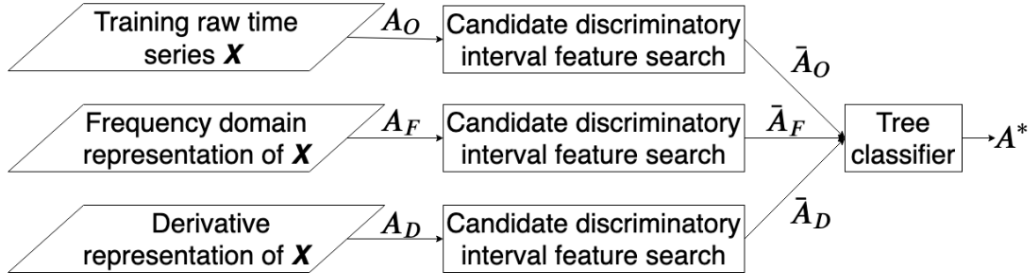 Training raw time
series X
A_O
Candidate discriminatory
interval feature search
Ā_O
Frequency domain
representation of X
A_F
Candidate discriminatory
interval feature search
Ā_F
Tree
classifier
A*
Derivative
representation of X
A_D
Candidate discriminatory
interval feature search
Ā_D